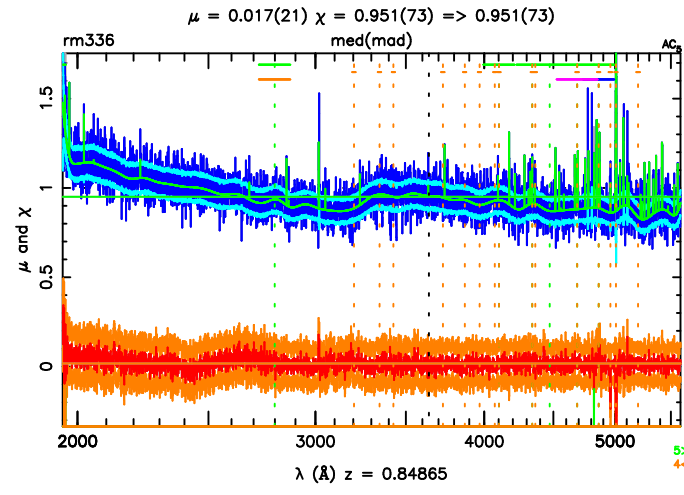 μ = 0.017(21) χ = 0.951(73) => 0.951(73)
rm336 med(mad) AC5
1.5
1
0.5
0
μ and χ
2000 3000 4000 5000
λ (Å) z = 0.84865